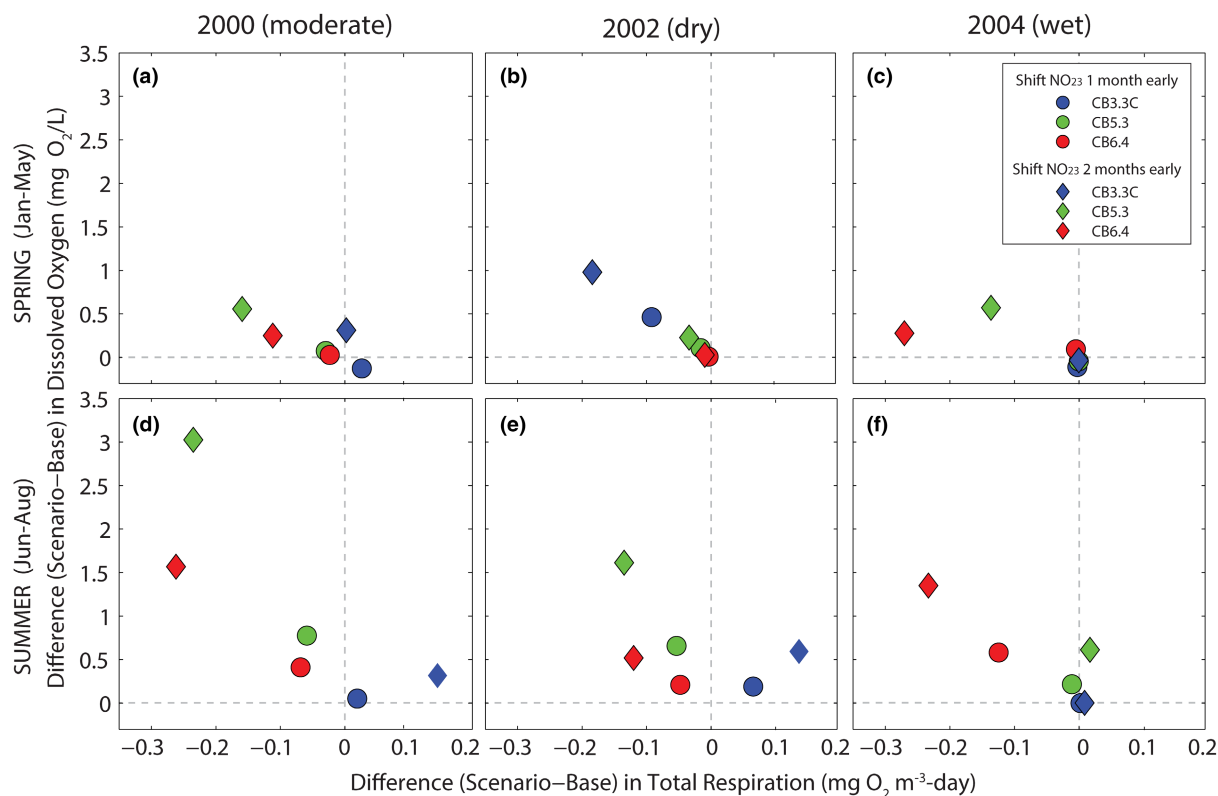 2000 (moderate)
2002 (dry)
2004 (wet)
SPRING (Jan-May)
SUMMER (Jun-Aug)
Difference (Scenario−Base) in Dissolved Oxygen (mg O₂/L)
3.5
3
2.5
2
1.5
1
0.5
0
(a)
(b)
(c)
Shift NO₂₃ 1 month early
CB3.3C
CB5.3
CB6.4
Shift NO₂₃ 2 months early
CB3.3C
CB5.3
CB6.4
3.5
3
2.5
2
1.5
1
0.5
0
(d)
(e)
(f)
−0.3 −0.2 −0.1 0 0.1 0.2
−0.3 −0.2 −0.1 0 0.1 0.2
−0.3 −0.2 −0.1 0 0.1 0.2
Difference (Scenario−Base) in Total Respiration (mg O₂ m⁻³-day)